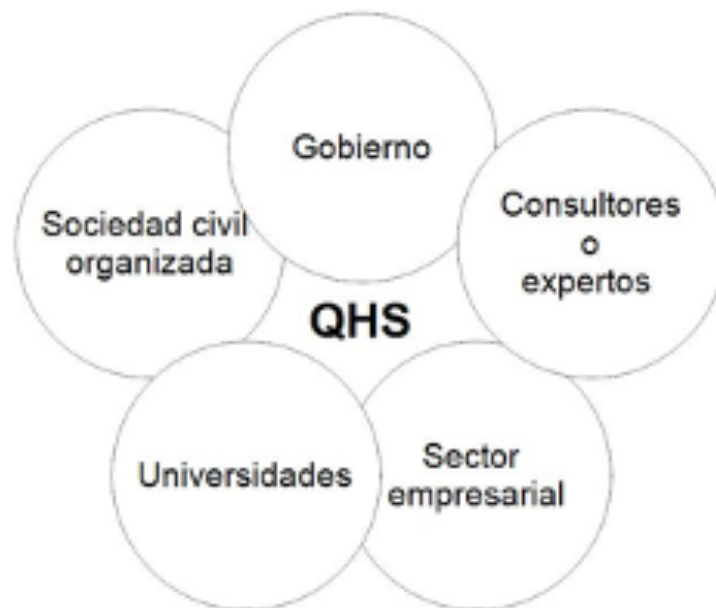 Gobierno
Sociedad civil
organizada
Consultores
o
expertos
QHS
Universidades
Sector
empresarial